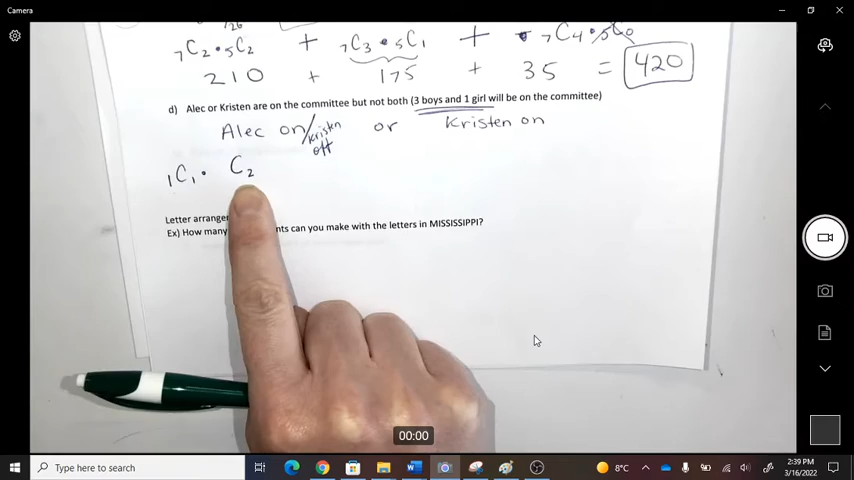 Camera
₇C₂ • ₅C₂ + ₇C₃ • ₅C₁ + ₇C₄ • ₅C₀
210 + 175 + 35 = 420
d) Alec or Kristen are on the committee but not both (3 boys and 1 girl will be on the committee)
Alec on/Kristen off or Kristen on
₁C₁ • C₂
Letter arrange
Ex) How many nts can you make with the letters in MISSISSIPPI?
00:00
Type here to search
8°C
2:39 PM
3/16/2022